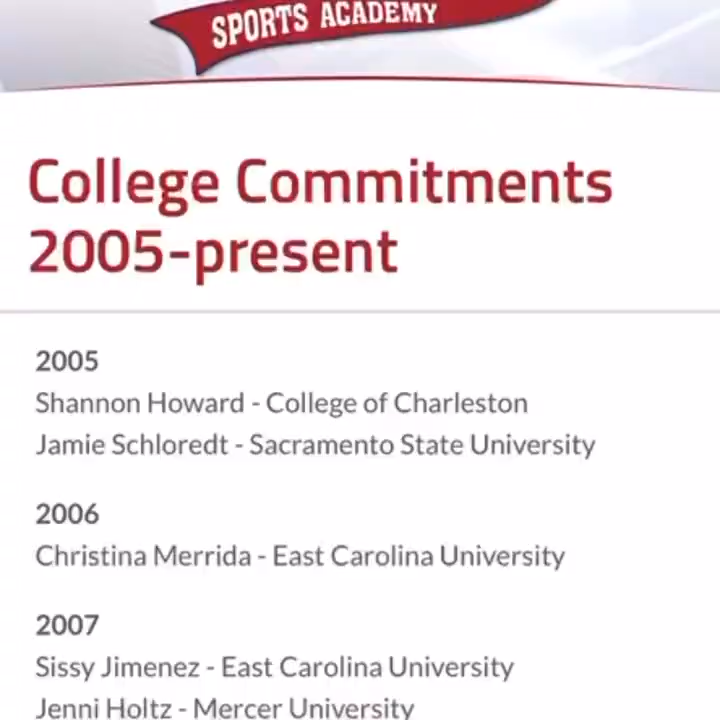 SPORTS ACADEMY
College Commitments
2005-present
2005
Shannon Howard - College of Charleston
Jamie Schloredt - Sacramento State University
2006
Christina Merrida - East Carolina University
2007
Sissy Jimenez - East Carolina University
Jenni Holtz - Mercer University